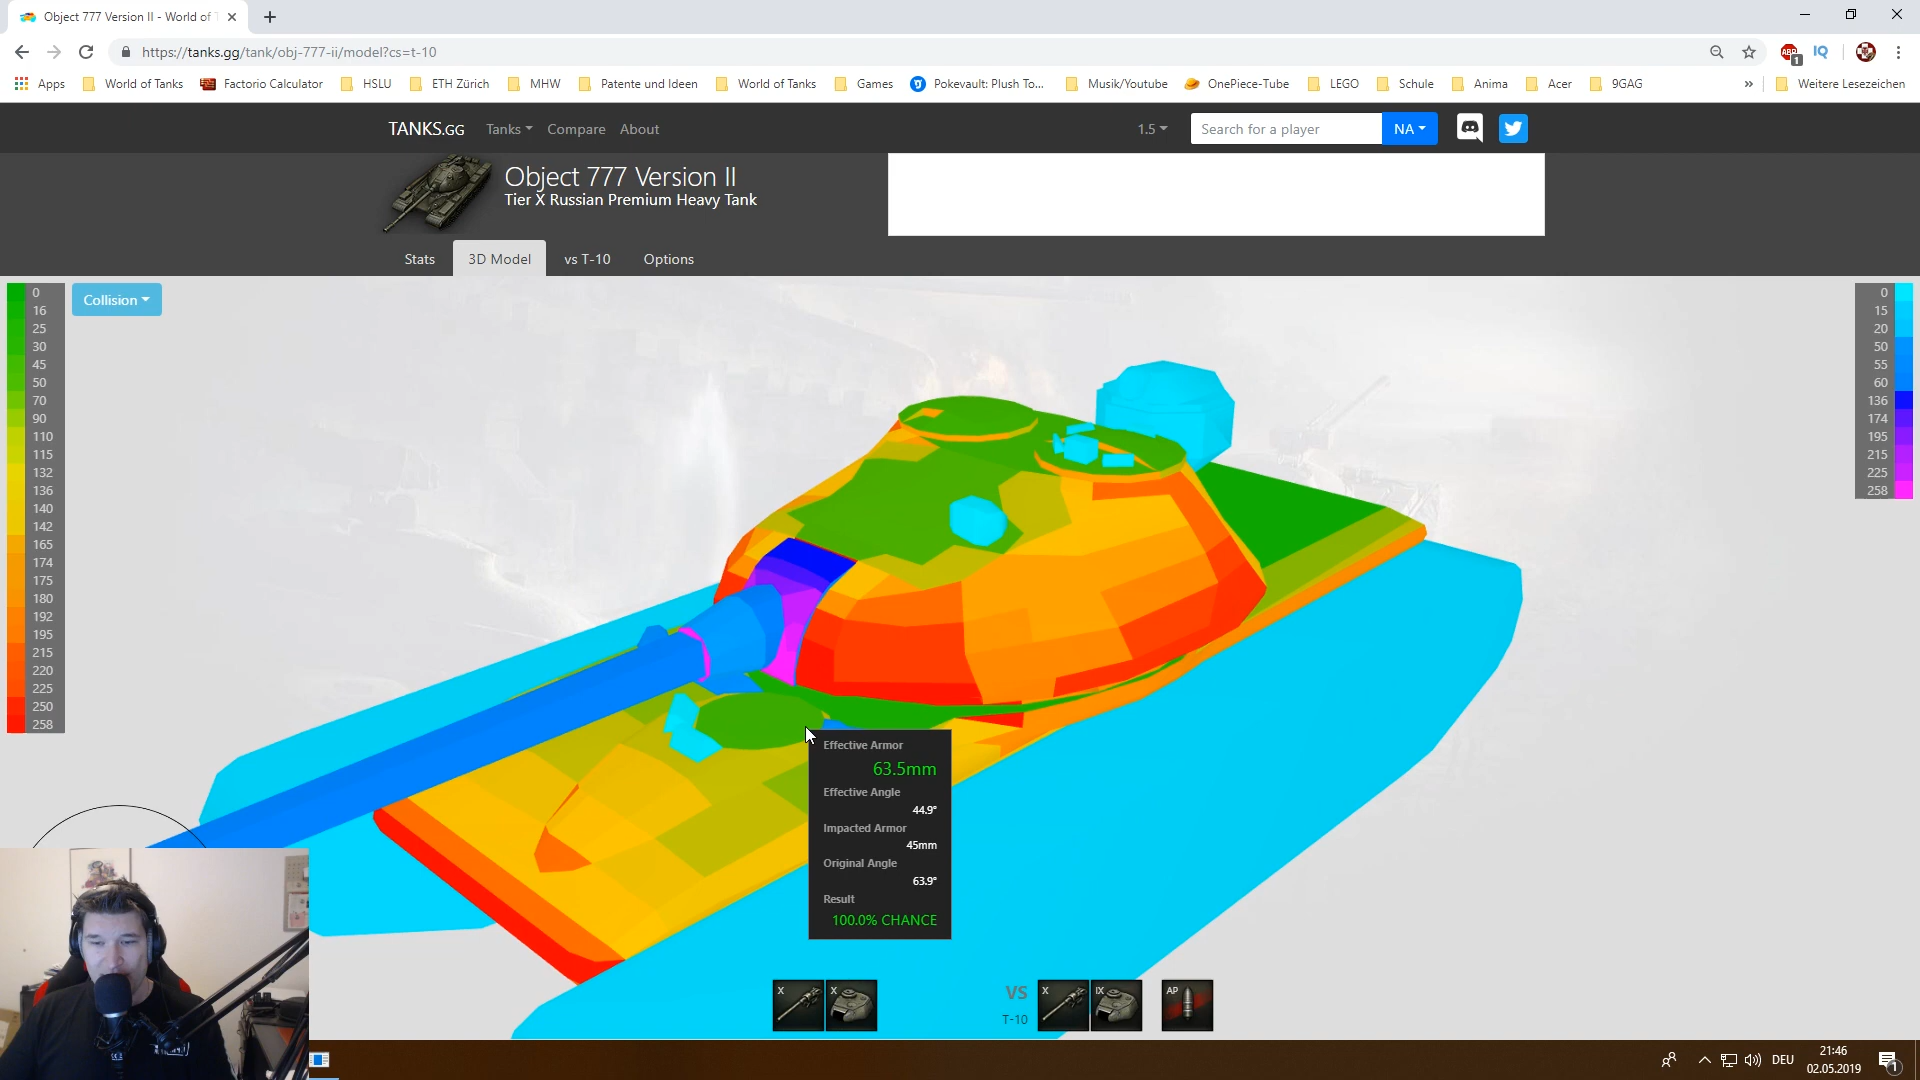 Object 777 Version II - World of T
https://tanks.gg/tank/obj-777-ii/model?cs=t-10
ABP
1
IQ
Apps
World of Tanks
Factorio Calculator
HSLU
ETH Zürich
MHW
Patente und Ideen
World of Tanks
Games
Pokevault: Plush To...
Musik/Youtube
OnePiece-Tube
LEGO
Schule
Anima
Acer
9GAG
»
Weitere Lesezeichen
TANKS.GG
Tanks
Compare
About
1.5
Search for a player
NA
Object 777 Version II
Tier X Russian Premium Heavy Tank
Stats
3D Model
vs T-10
Options
Collision
0
16
25
30
45
50
70
90
110
115
132
136
140
142
165
174
175
180
192
195
215
220
225
250
258
0
15
20
50
55
60
136
174
195
215
225
258
Effective Armor
63.5mm
Effective Angle
44.9°
Impacted Armor
45mm
Original Angle
63.9°
Result
100.0% CHANCE
X
X
VS
T-10
X
IX
AP
DEU
21:46
02.05.2019
1